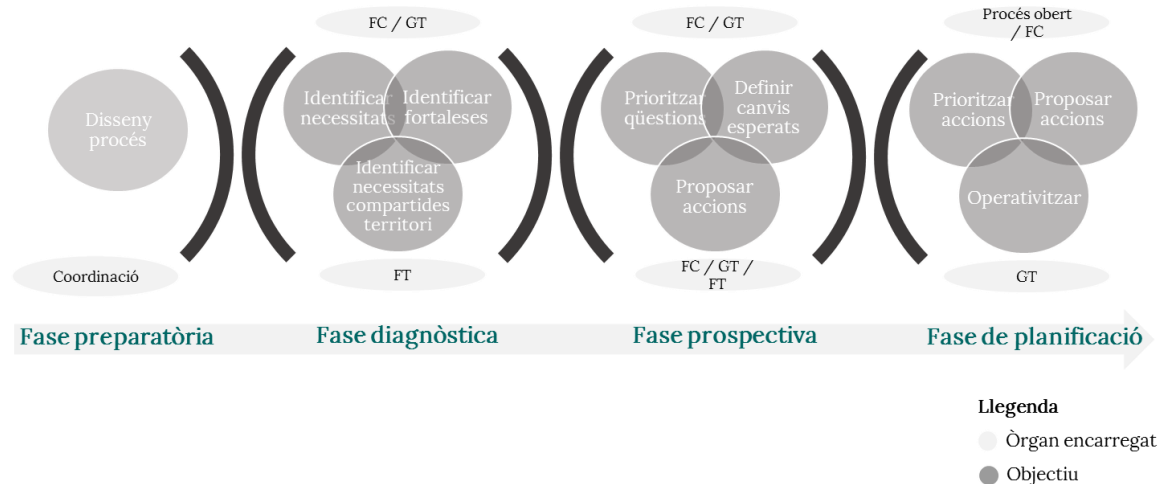 Coordinació
Disseny
procés
Fase preparatòria
FC / GT
Identificar
necessitats
Identificar
fortaleses
Identificar
necessitats
compartides
territori
FT
Fase diagnòstica
FC / GT
Prioritzar
qüestions
Definir
canvis
esperats
Proposar
accions
FC / GT /
FT
Fase prospectiva
Procés obert
/ FC
Prioritzar
accions
Proposar
accions
Operativitzar
GT
Fase de planificació
Llegenda
Òrgan encarregat
Objectiu